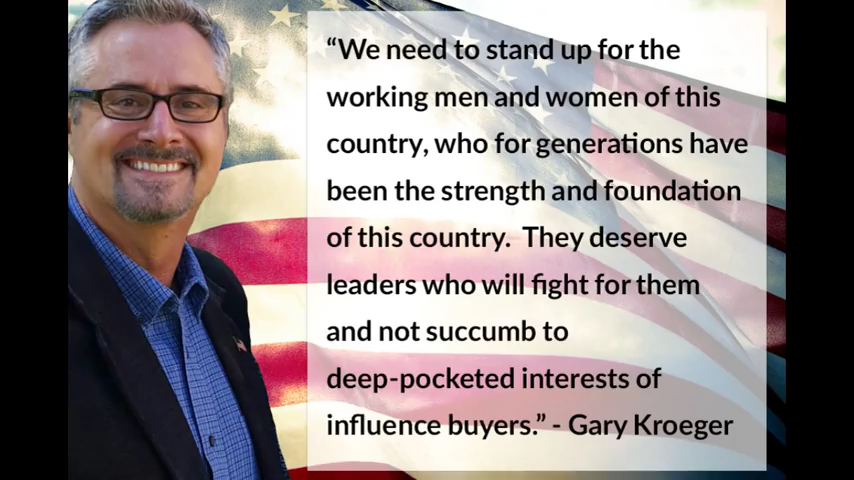 “We need to stand up for the
working men and women of this
country, who for generations have
been the strength and foundation
of this country.  They deserve
leaders who will fight for them
and not succumb to
deep-pocketed interests of
influence buyers.” - Gary Kroeger